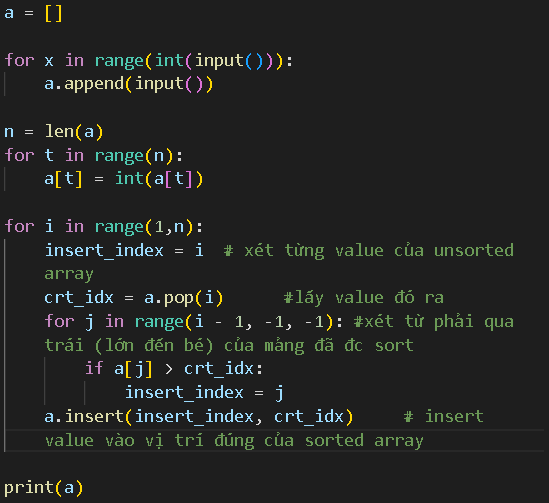 a = []
for x in range(int(input())):
a.append(input())
n = len(a)
for t in range(n):
a[t] = int(a[t])
for i in range(1,n):
insert_index = i  # xét từng value của unsorted
array
crt_idx = a.pop(i)      #lấy value đó ra
for j in range(i - 1, -1, -1): #xét từ phải qua
trái (lớn đến bé) của mảng đã đc sort
if a[j] > crt_idx:
insert_index = j
a.insert(insert_index, crt_idx)     # insert
value vào vị trí đúng của sorted array
print(a)